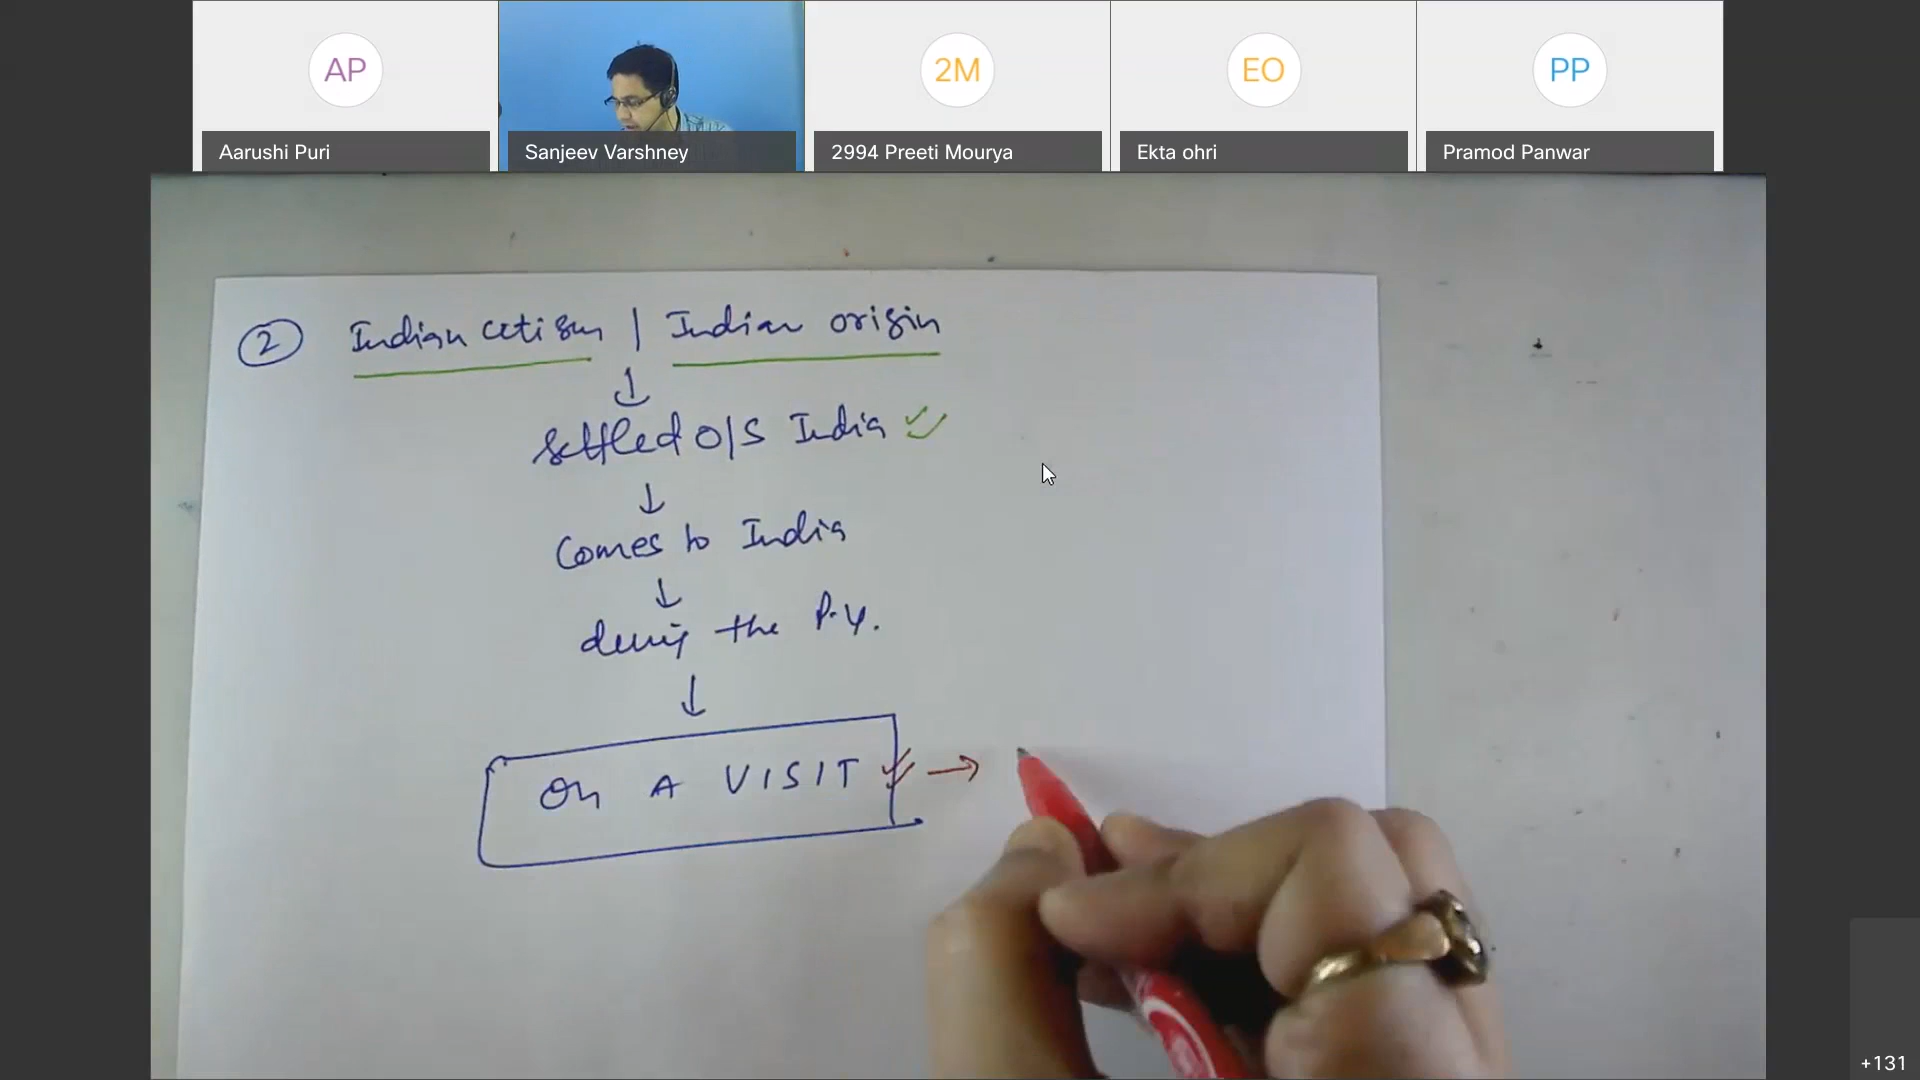 AP
Aarushi Puri
Sanjeev Varshney
2M
2994 Preeti Mourya
EO
Ekta ohri
PP
Pramod Panwar
② Indian citizen | Indian origin
↓
Settled O/S India
↓
Comes to India
↓
during the P.Y.
↓
On A VISIT →
+131